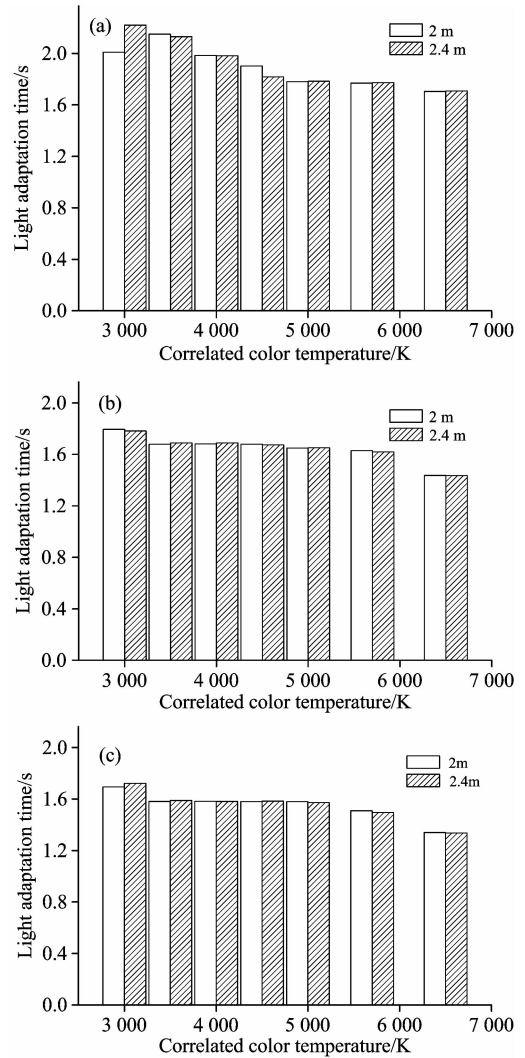 (a)
2 m
2.4 m
2.0
1.6
1.2
0.8
0.4
0.0
Light adaptation time/s
3 000 4 000 5 000 6 000 7 000
Correlated color temperature/K
(b)
2 m
2.4 m
2.0
1.6
1.2
0.8
0.4
0.0
Light adaptation time/s
3 000 4 000 5 000 6 000 7 000
Correlated color temperature/K
(c)
2m
2.4m
2.0
1.6
1.2
0.8
0.4
0.0
Light adaptation time/s
3 000 4 000 5 000 6 000 7 000
Correlated color temperature/K